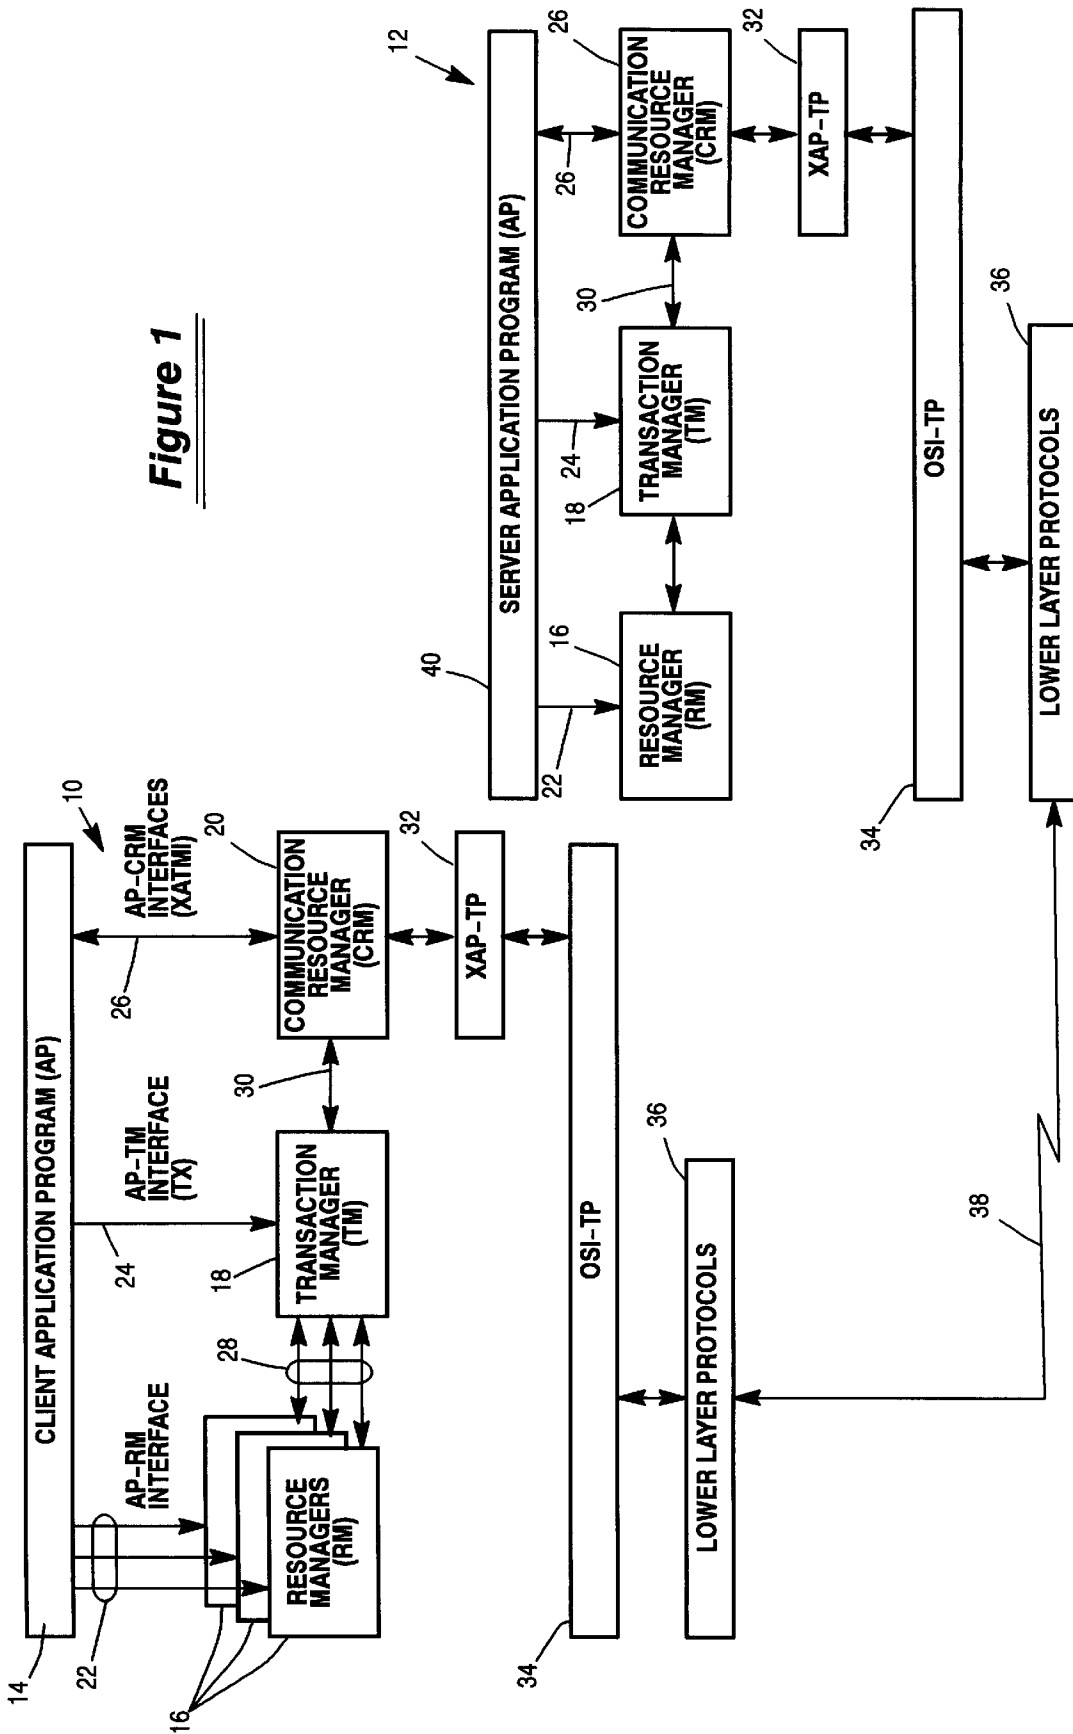 Figure 1
14
CLIENT APPLICATION PROGRAM (AP)
10
22
AP-RM
INTERFACE
24
AP-TM
INTERFACE
(TX)
26
AP-CRM
INTERFACES
(XATMI)
16
RESOURCE
MANAGERS
(RM)
28
18
TRANSACTION
MANAGER
(TM)
30
20
COMMUNICATION
RESOURCE
MANAGER
(CRM)
32
XAP-TP
34
OSI-TP
36
LOWER LAYER PROTOCOLS
38
12
40
SERVER APPLICATION PROGRAM (AP)
22
24
26
16
RESOURCE
MANAGER
(RM)
18
TRANSACTION
MANAGER
(TM)
30
26
COMMUNICATION
RESOURCE
MANAGER
(CRM)
32
XAP-TP
34
OSI-TP
36
LOWER LAYER PROTOCOLS